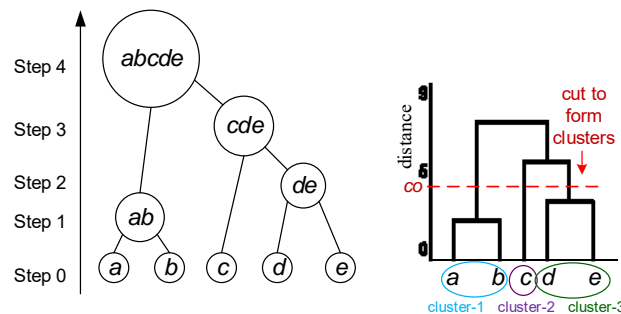 Step 4
abcde
Step 3
cde
Step 2
de
Step 1
ab
Step 0
a
b
c
d
e
distance
9
5
0
co
cut to
form
clusters
a
b
c
d
e
cluster-1
cluster-2
cluster-3